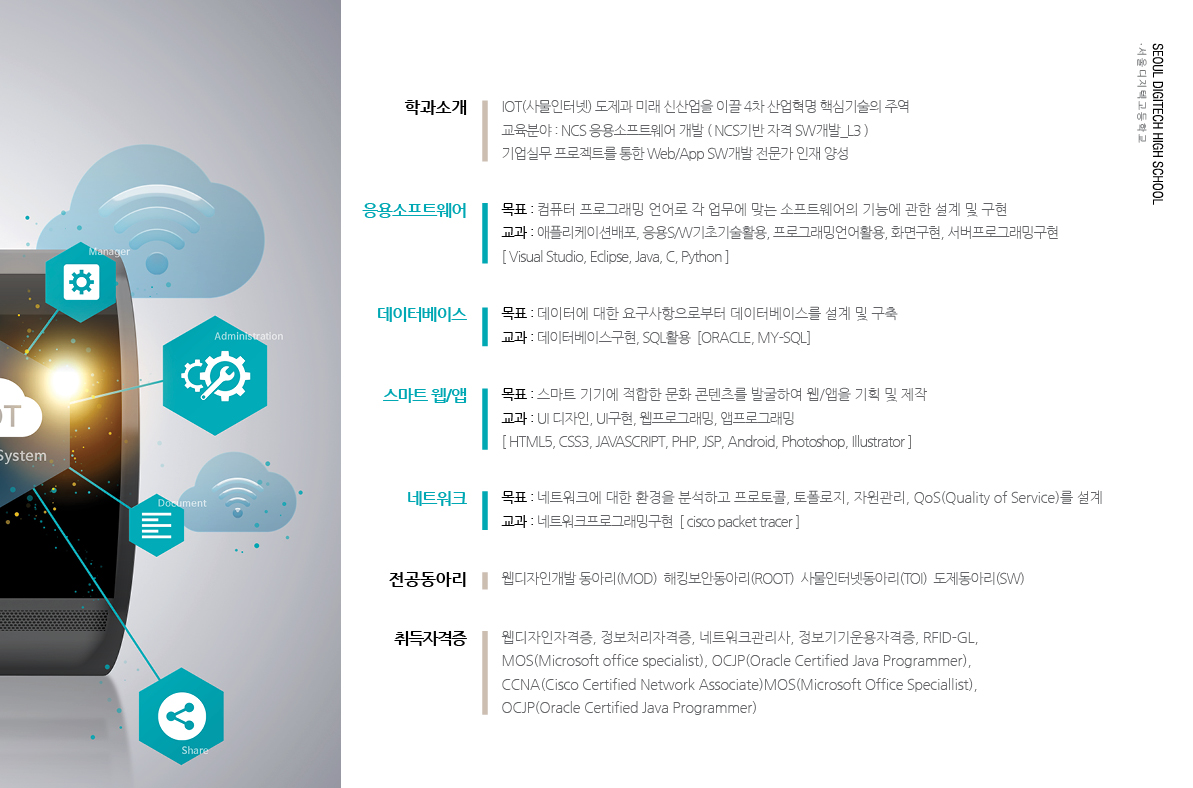 Manager
Administration
OT
System
Document
Share
SEOUL DIGITECH HIGH SCHOOL
·서울디지텍고등학교
학과소개
IOT(사물인터넷) 도제과 미래 신산업을 이끌 4차 산업혁명 핵심기술의 주역
교육분야 : NCS 응용소프트웨어 개발 ( NCS기반 자격 SW개발_L3 )
기업실무 프로젝트를 통한 Web/App SW개발 전문가 인재 양성
응용소프트웨어
목표 : 컴퓨터 프로그래밍 언어로 각 업무에 맞는 소프트웨어의 기능에 관한 설계 및 구현
교과 : 애플리케이션배포, 응용S/W기초기술활용, 프로그래밍언어활용, 화면구현, 서버프로그래밍구현
[ Visual Studio, Eclipse, Java, C, Python ]
데이터베이스
목표 : 데이터에 대한 요구사항으로부터 데이터베이스를 설계 및 구축
교과 : 데이터베이스구현, SQL활용 [ORACLE, MY-SQL]
스마트 웹/앱
목표 : 스마트 기기에 적합한 문화 콘텐츠를 발굴하여 웹/앱을 기획 및 제작
교과 : UI 디자인, UI구현, 웹프로그래밍, 앱프로그래밍
[ HTML5, CSS3, JAVASCRIPT, PHP, JSP, Android, Photoshop, Illustrator ]
네트워크
목표 : 네트워크에 대한 환경을 분석하고 프로토콜, 토폴로지, 자원관리, QoS(Quality of Service)를 설계
교과 : 네트워크프로그래밍구현 [ cisco packet tracer ]
전공동아리
웹디자인개발 동아리(MOD) 해킹보안동아리(ROOT) 사물인터넷동아리(TOI) 도제동아리(SW)
취득자격증
웹디자인자격증, 정보처리자격증, 네트워크관리사, 정보기기운용자격증, RFID-GL,
MOS(Microsoft office specialist), OCJP(Oracle Certified Java Programmer),
CCNA(Cisco Certified Network Associate)MOS(Microsoft Office Speciallist),
OCJP(Oracle Certified Java Programmer)